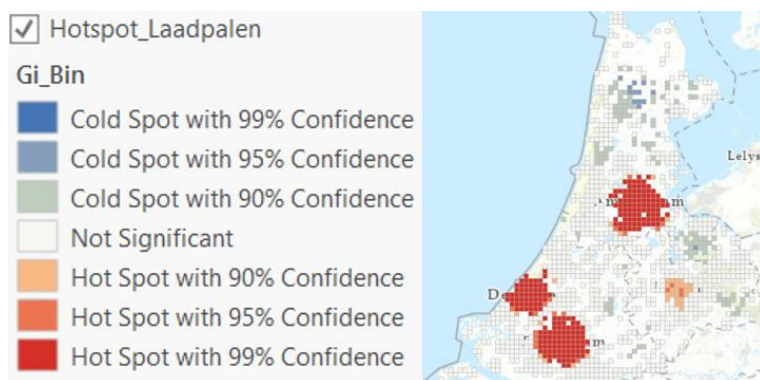 Hotspot_Laadpalen
Gi_Bin
Cold Spot with 99% Confidence
Cold Spot with 95% Confidence
Cold Spot with 90% Confidence
Not Significant
Hot Spot with 90% Confidence
Hot Spot with 95% Confidence
Hot Spot with 99% Confidence
Lelys